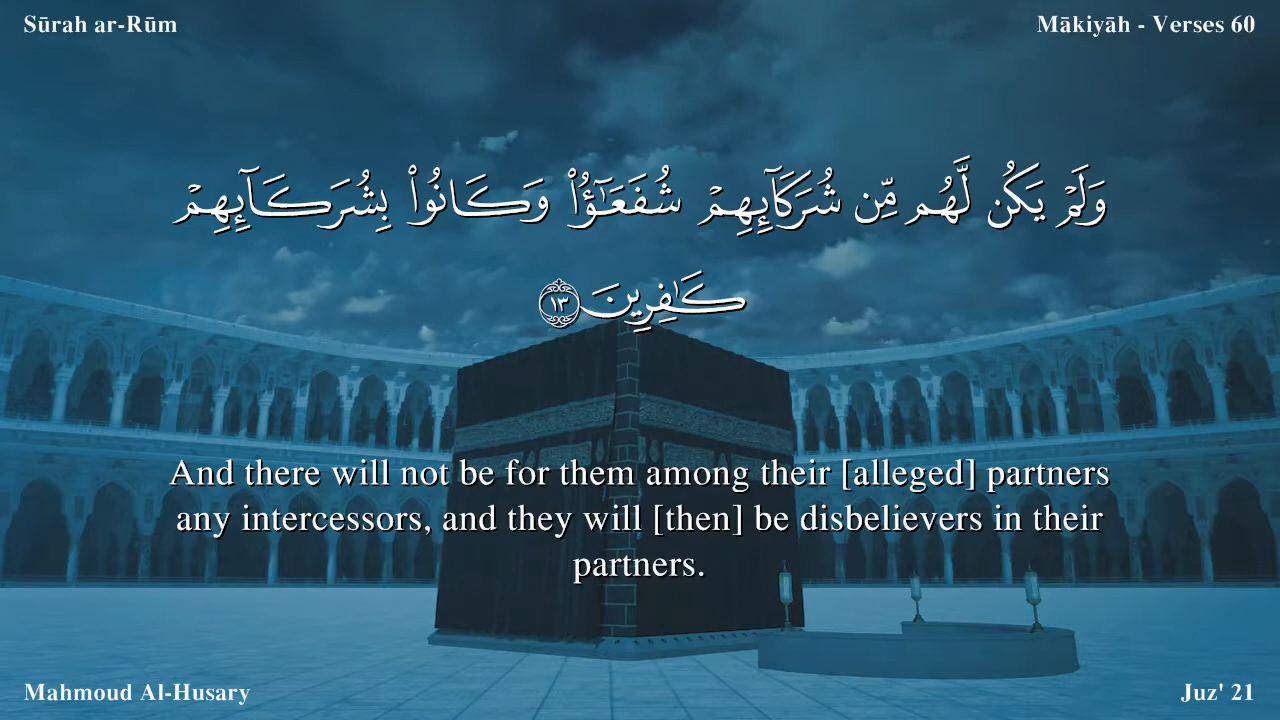 Sūrah ar-Rūm
Mākiyāh - Verses 60
وَلَمْ يَكُن لَّهُم مِّن شُرَكَآئِهِمْ شُفَعَـٰٓؤُا۟ وَكَانُوا۟ بِشُرَكَآئِهِمْ
كَـٰفِرِينَ ١٣
And there will not be for them among their [alleged] partners
any intercessors, and they will [then] be disbelievers in their
partners.
Mahmoud Al-Husary
Juz' 21